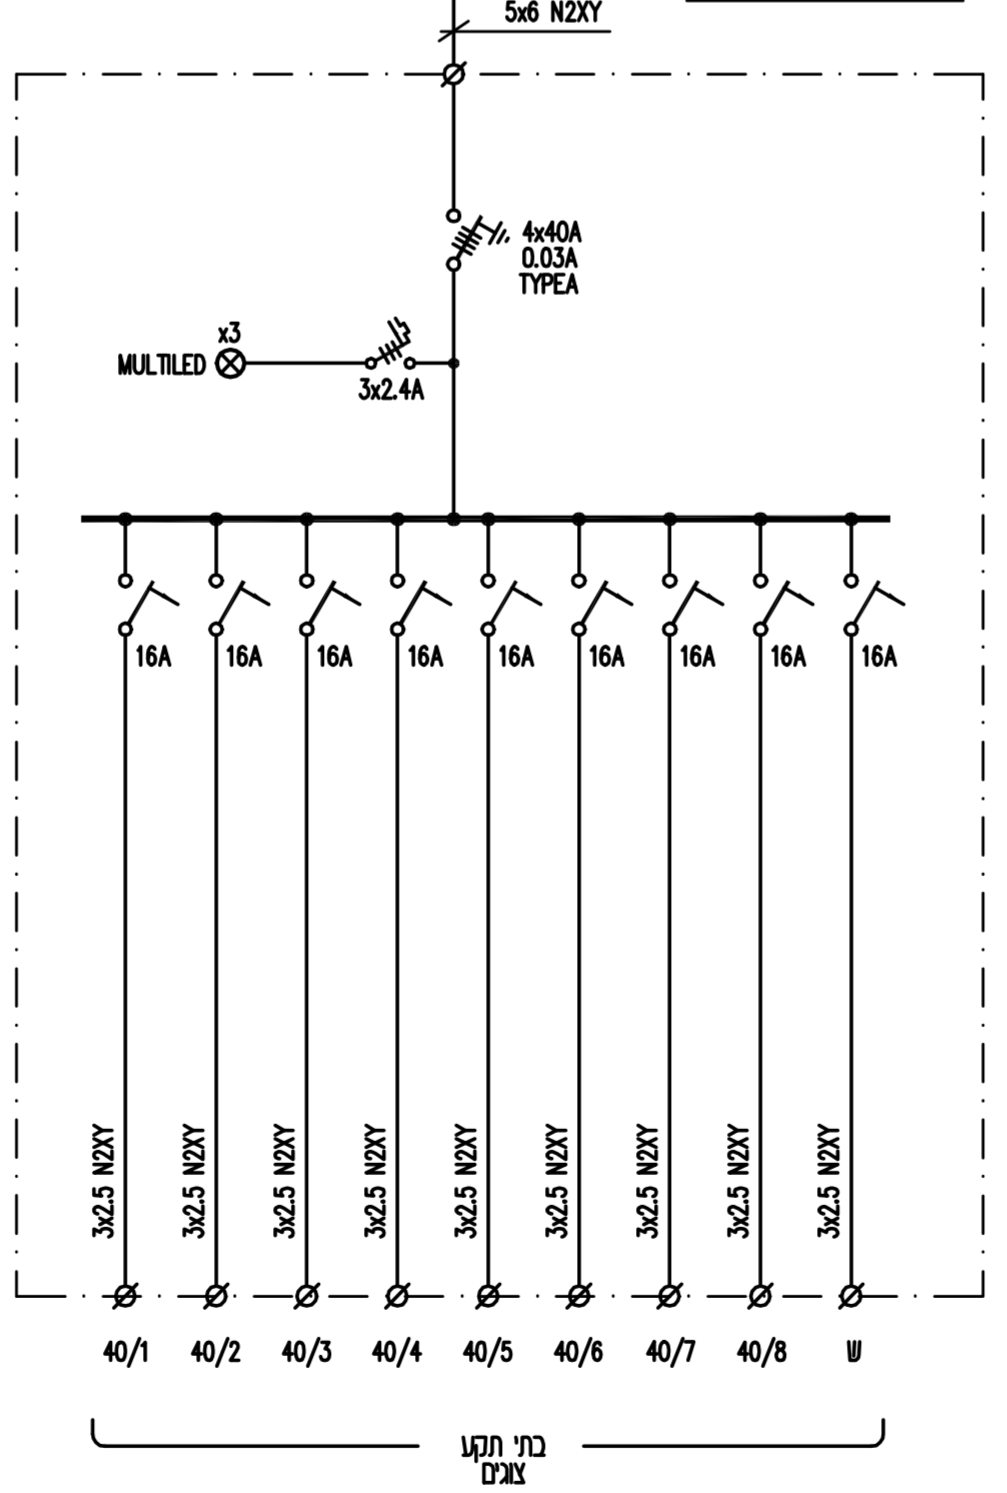 5x6 N2XY
4x40A
0.03A
TYPEA
x3
MULTILED
3x2.4A
16A 16A 16A 16A 16A 16A 16A 16A 16A
3x2.5 N2XY 3x2.5 N2XY 3x2.5 N2XY 3x2.5 N2XY 3x2.5 N2XY 3x2.5 N2XY 3x2.5 N2XY 3x2.5 N2XY 3x2.5 N2XY
40/1 40/2 40/3 40/4 40/5 40/6 40/7 40/8 ש
בתי תקע
צוגים